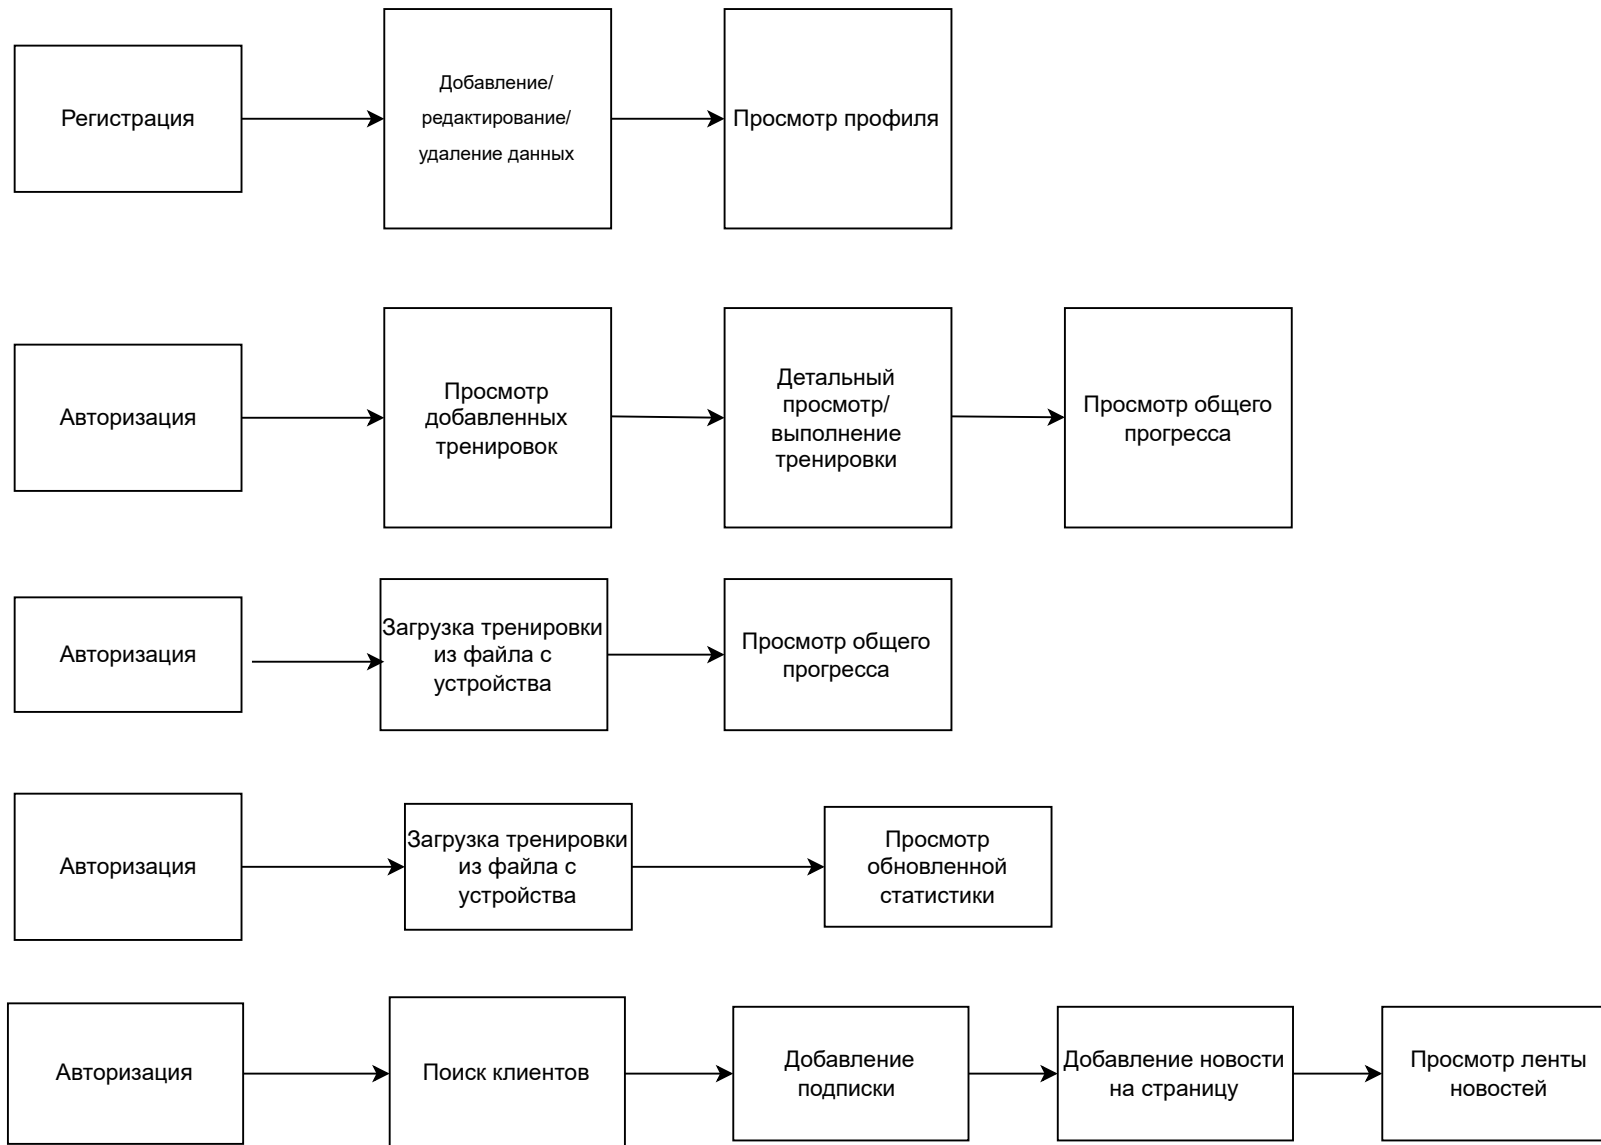 Регистрация
Добавление/
редактирование/
удаление данных
Просмотр профиля
Авторизация
Просмотр
добавленных
тренировок
Детальный
просмотр/
выполнение
тренировки
Просмотр общего
прогресса
Авторизация
Загрузка тренировки
из файла с
устройства
Просмотр общего
прогресса
Авторизация
Загрузка тренировки
из файла с
устройства
Просмотр
обновленной
статистики
Авторизация
Поиск клиентов
Добавление
подписки
Добавление новости
на страницу
Просмотр ленты
новостей